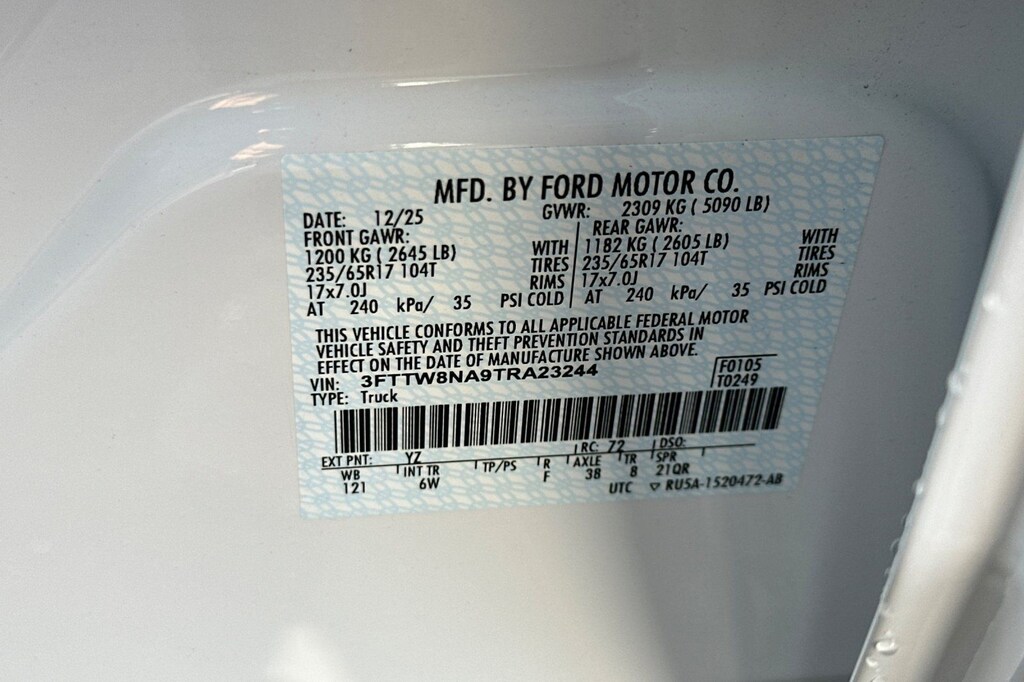 MFD. BY FORD MOTOR CO.
DATE: 12/25 GVWR: 2309 KG ( 5090 LB)
FRONT GAWR: REAR GAWR:
1200 KG ( 2645 LB) WITH 1182 KG ( 2605 LB) WITH
235/65R17 104T TIRES 235/65R17 104T TIRES
17x7.0J RIMS 17x7.0J RIMS
AT 240 kPa/ 35 PSI COLD AT 240 kPa/ 35 PSI COLD
THIS VEHICLE CONFORMS TO ALL APPLICABLE FEDERAL MOTOR
VEHICLE SAFETY AND THEFT PREVENTION STANDARDS IN
EFFECT ON THE DATE OF MANUFACTURE SHOWN ABOVE.
VIN: 3FTTW8NA9TRA23244 F0105
TYPE: Truck T0249
EXT PNT: YZ RC: 72 DSO:
WB INT TR TP/PS R AXLE TR SPR
121 6W F 38 8 21QR
UTC ▽ RU5A-1520472-AB